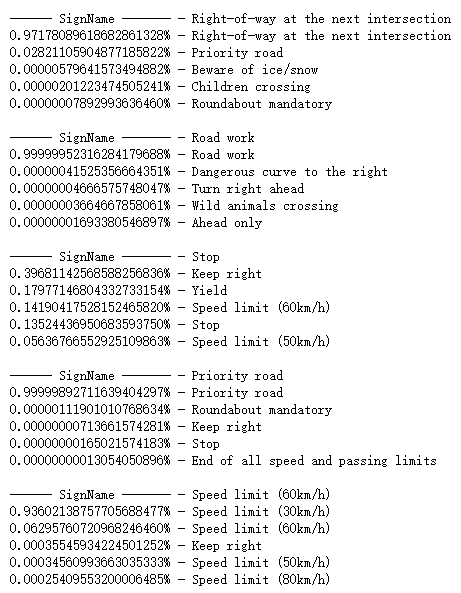 ────── SignName ────── - Right-of-way at the next intersection
0.97178089618682861328% - Right-of-way at the next intersection
0.02821105904877185822% - Priority road
0.00000579641573494882% - Beware of ice/snow
0.00000201223474505241% - Children crossing
0.00000007892993636460% - Roundabout mandatory
────── SignName ────── - Road work
0.99999952316284179688% - Road work
0.00000041525356664351% - Dangerous curve to the right
0.00000004666575748047% - Turn right ahead
0.00000003664667858061% - Wild animals crossing
0.00000001693380546897% - Ahead only
────── SignName ────── - Stop
0.39681142568588256836% - Keep right
0.17977146804332733154% - Yield
0.14190417528152465820% - Speed limit (60km/h)
0.13524436950683593750% - Stop
0.05636766552925109863% - Speed limit (50km/h)
────── SignName ────── - Priority road
0.99999892711639404297% - Priority road
0.00000111901010768634% - Roundabout mandatory
0.00000000713661574281% - Keep right
0.00000000165021574183% - Stop
0.00000000013054050896% - End of all speed and passing limits
────── SignName ────── - Speed limit (60km/h)
0.93602138757705688477% - Speed limit (30km/h)
0.06295760720968246460% - Speed limit (60km/h)
0.00035545934224501252% - Keep right
0.00034560993663035333% - Speed limit (50km/h)
0.00025409553200006485% - Speed limit (80km/h)